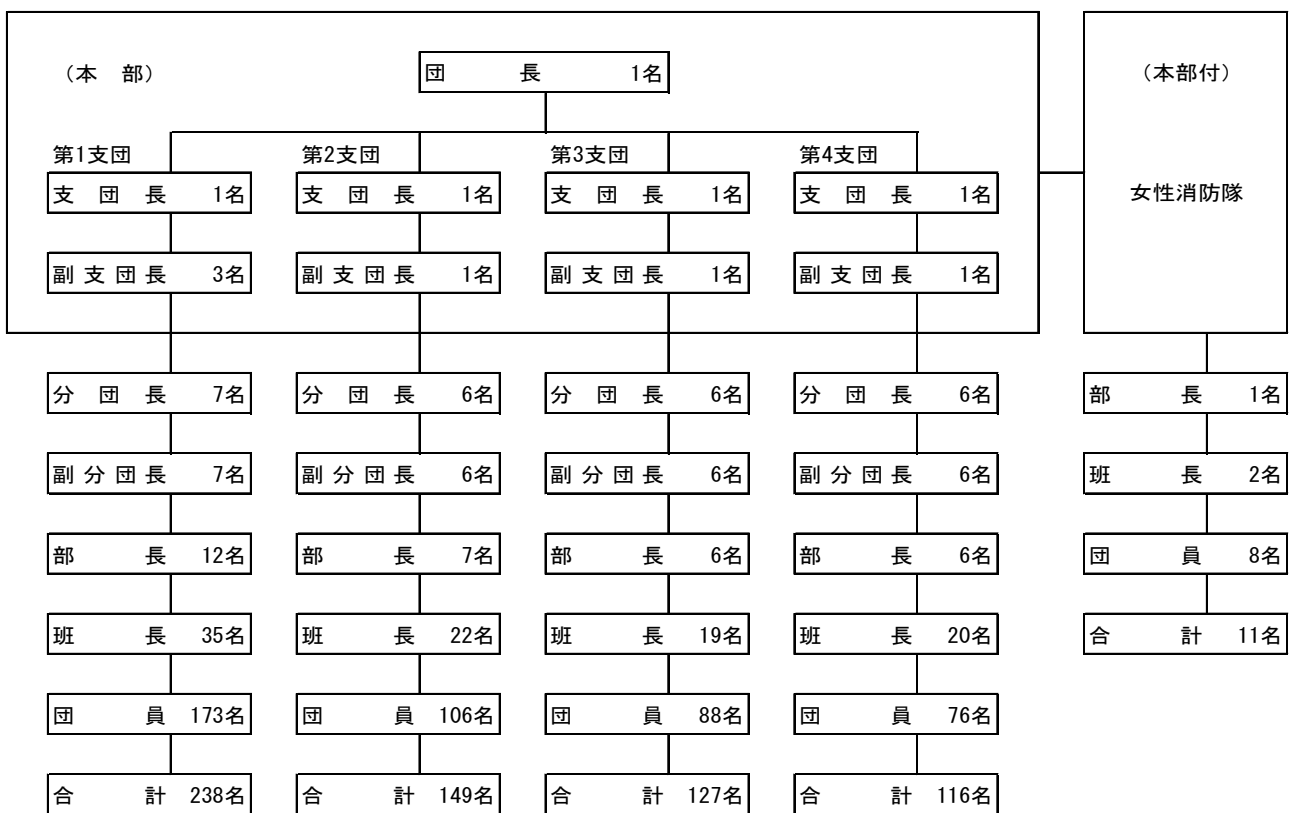 （本　部）
団　長　1名
（本部付）
女性消防隊
第1支団　第2支団　第3支団　第4支団
支団長　1名　支団長　1名　支団長　1名　支団長　1名
副支団長　3名　副支団長　1名　副支団長　1名　副支団長　1名
分団長　7名　分団長　6名　分団長　6名　分団長　6名　部長　1名
副分団長　7名　副分団長　6名　副分団長　6名　副分団長　6名　班長　2名
部長　12名　部長　7名　部長　6名　部長　6名　団員　8名
班長　35名　班長　22名　班長　19名　班長　20名　合計　11名
団員　173名　団員　106名　団員　88名　団員　76名
合計　238名　合計　149名　合計　127名　合計　116名